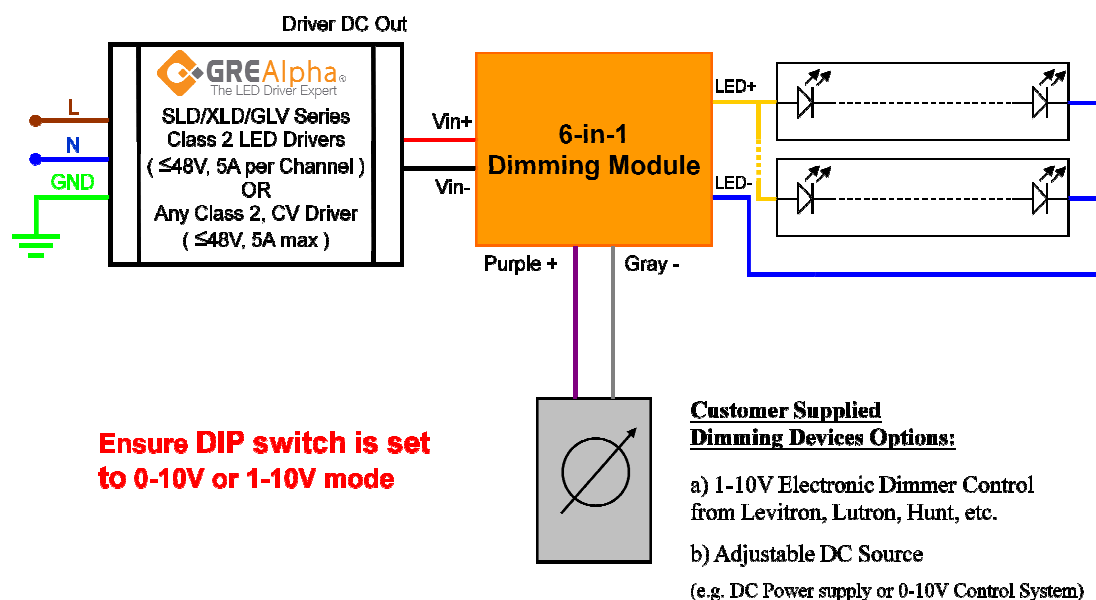 Driver DC Out
GREAlpha®
The LED Driver Expert
SLD/XLD/GLV Series
Class 2 LED Drivers
( ≤48V, 5A per Channel )
OR
Any Class 2, CV Driver
( ≤48V, 5A max )
L
N
GND
Vin+
Vin-
6-in-1
Dimming Module
LED+
LED-
Purple +
Gray -
Ensure DIP switch is set
to 0-10V or 1-10V mode
Customer Supplied
Dimming Devices Options:
a) 1-10V Electronic Dimmer Control
from Levitron, Lutron, Hunt, etc.
b) Adjustable DC Source
(e.g. DC Power supply or 0-10V Control System)